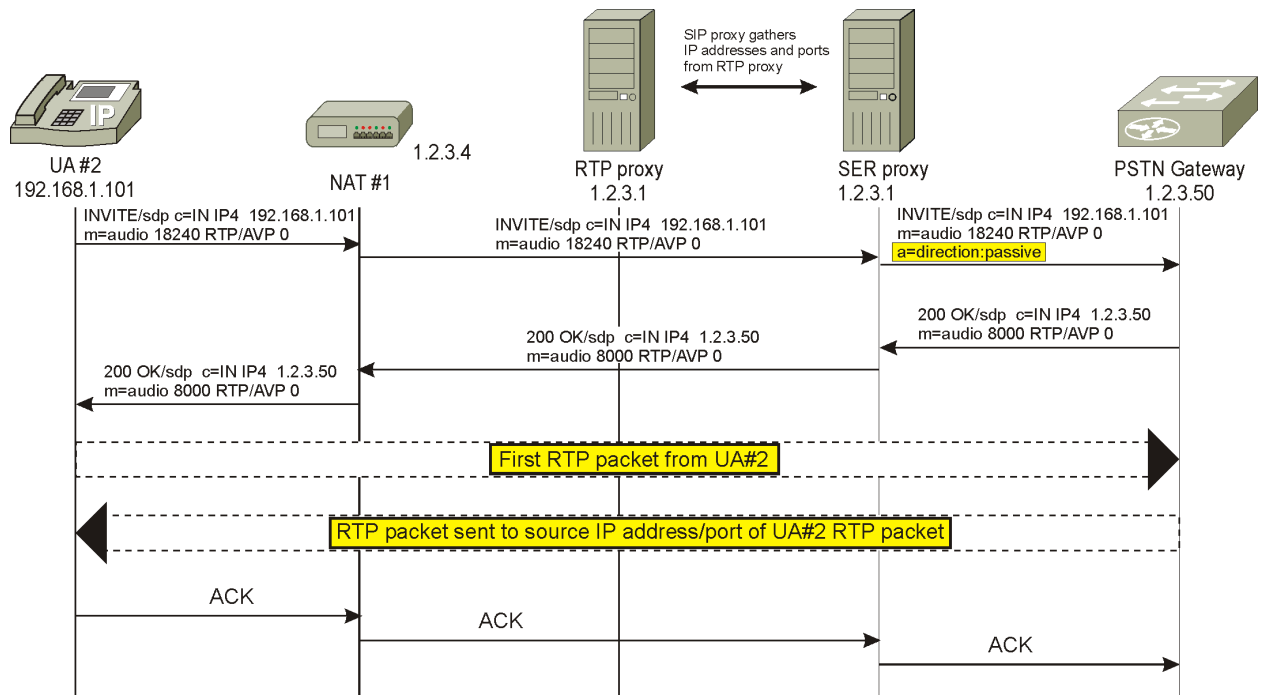 SIP proxy gathers
IP addresses and ports
from RTP proxy
IP
UA #2
192.168.1.101
NAT #1
1.2.3.4
RTP proxy
1.2.3.1
SER proxy
1.2.3.1
PSTN Gateway
1.2.3.50
INVITE/sdp c=IN IP4 192.168.1.101
m=audio 18240 RTP/AVP 0
INVITE/sdp c=IN IP4 192.168.1.101
m=audio 18240 RTP/AVP 0
INVITE/sdp c=IN IP4 192.168.1.101
m=audio 18240 RTP/AVP 0
a=direction:passive
200 OK/sdp c=IN IP4 1.2.3.50
m=audio 8000 RTP/AVP 0
200 OK/sdp c=IN IP4 1.2.3.50
m=audio 8000 RTP/AVP 0
200 OK/sdp c=IN IP4 1.2.3.50
m=audio 8000 RTP/AVP 0
First RTP packet from UA#2
RTP packet sent to source IP address/port of UA#2 RTP packet
ACK
ACK
ACK